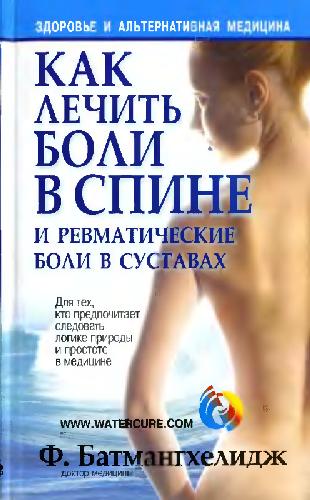 ЗДОРОВЬЕ И АЛЬТЕРНАТИВНАЯ МЕДИЦИНА
КАК
ЛЕЧИТЬ
БОЛИ
В СПИНЕ
И РЕВМАТИЧЕСКИЕ
БОЛИ В СУСТАВАХ
Для тех,
кто предпочитает
следовать
логике природы
и простоте
в медицине
WWW.WATERCURE.COM
Ф. Батмангхелидж
доктор медицины